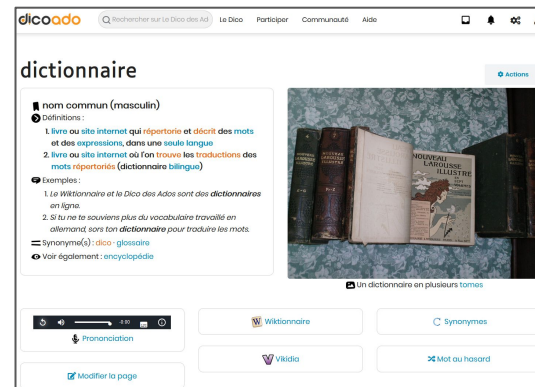 dicoado
Rechercher sur Le Dico des Ad
Le Dico
Participer
Communauté
Aide
dictionnaire
Actions
nom commun (masculin)
Définitions :
1. livre ou site internet qui répertorie et décrit des mots
et des expressions, dans une seule langue
2. livre ou site internet où l'on trouve les traductions des
mots répertoriés (dictionnaire bilingue)
Exemples :
1. Le Wiktionnaire et le Dico des Ados sont des dictionnaires
en ligne.
2. Si tu ne te souviens plus du vocabulaire travaillé en
allemand, sors ton dictionnaire pour traduire les mots.
Synonyme(s) : dico · glossaire
Voir également : encyclopédie
NOUVEAU
LAROUSSE
ILLUSTRÉ
Un dictionnaire en plusieurs tomes
-0:00
Prononciation
W Wiktionnaire
Synonymes
Modifier la page
V Vikidia
Mot au hasard